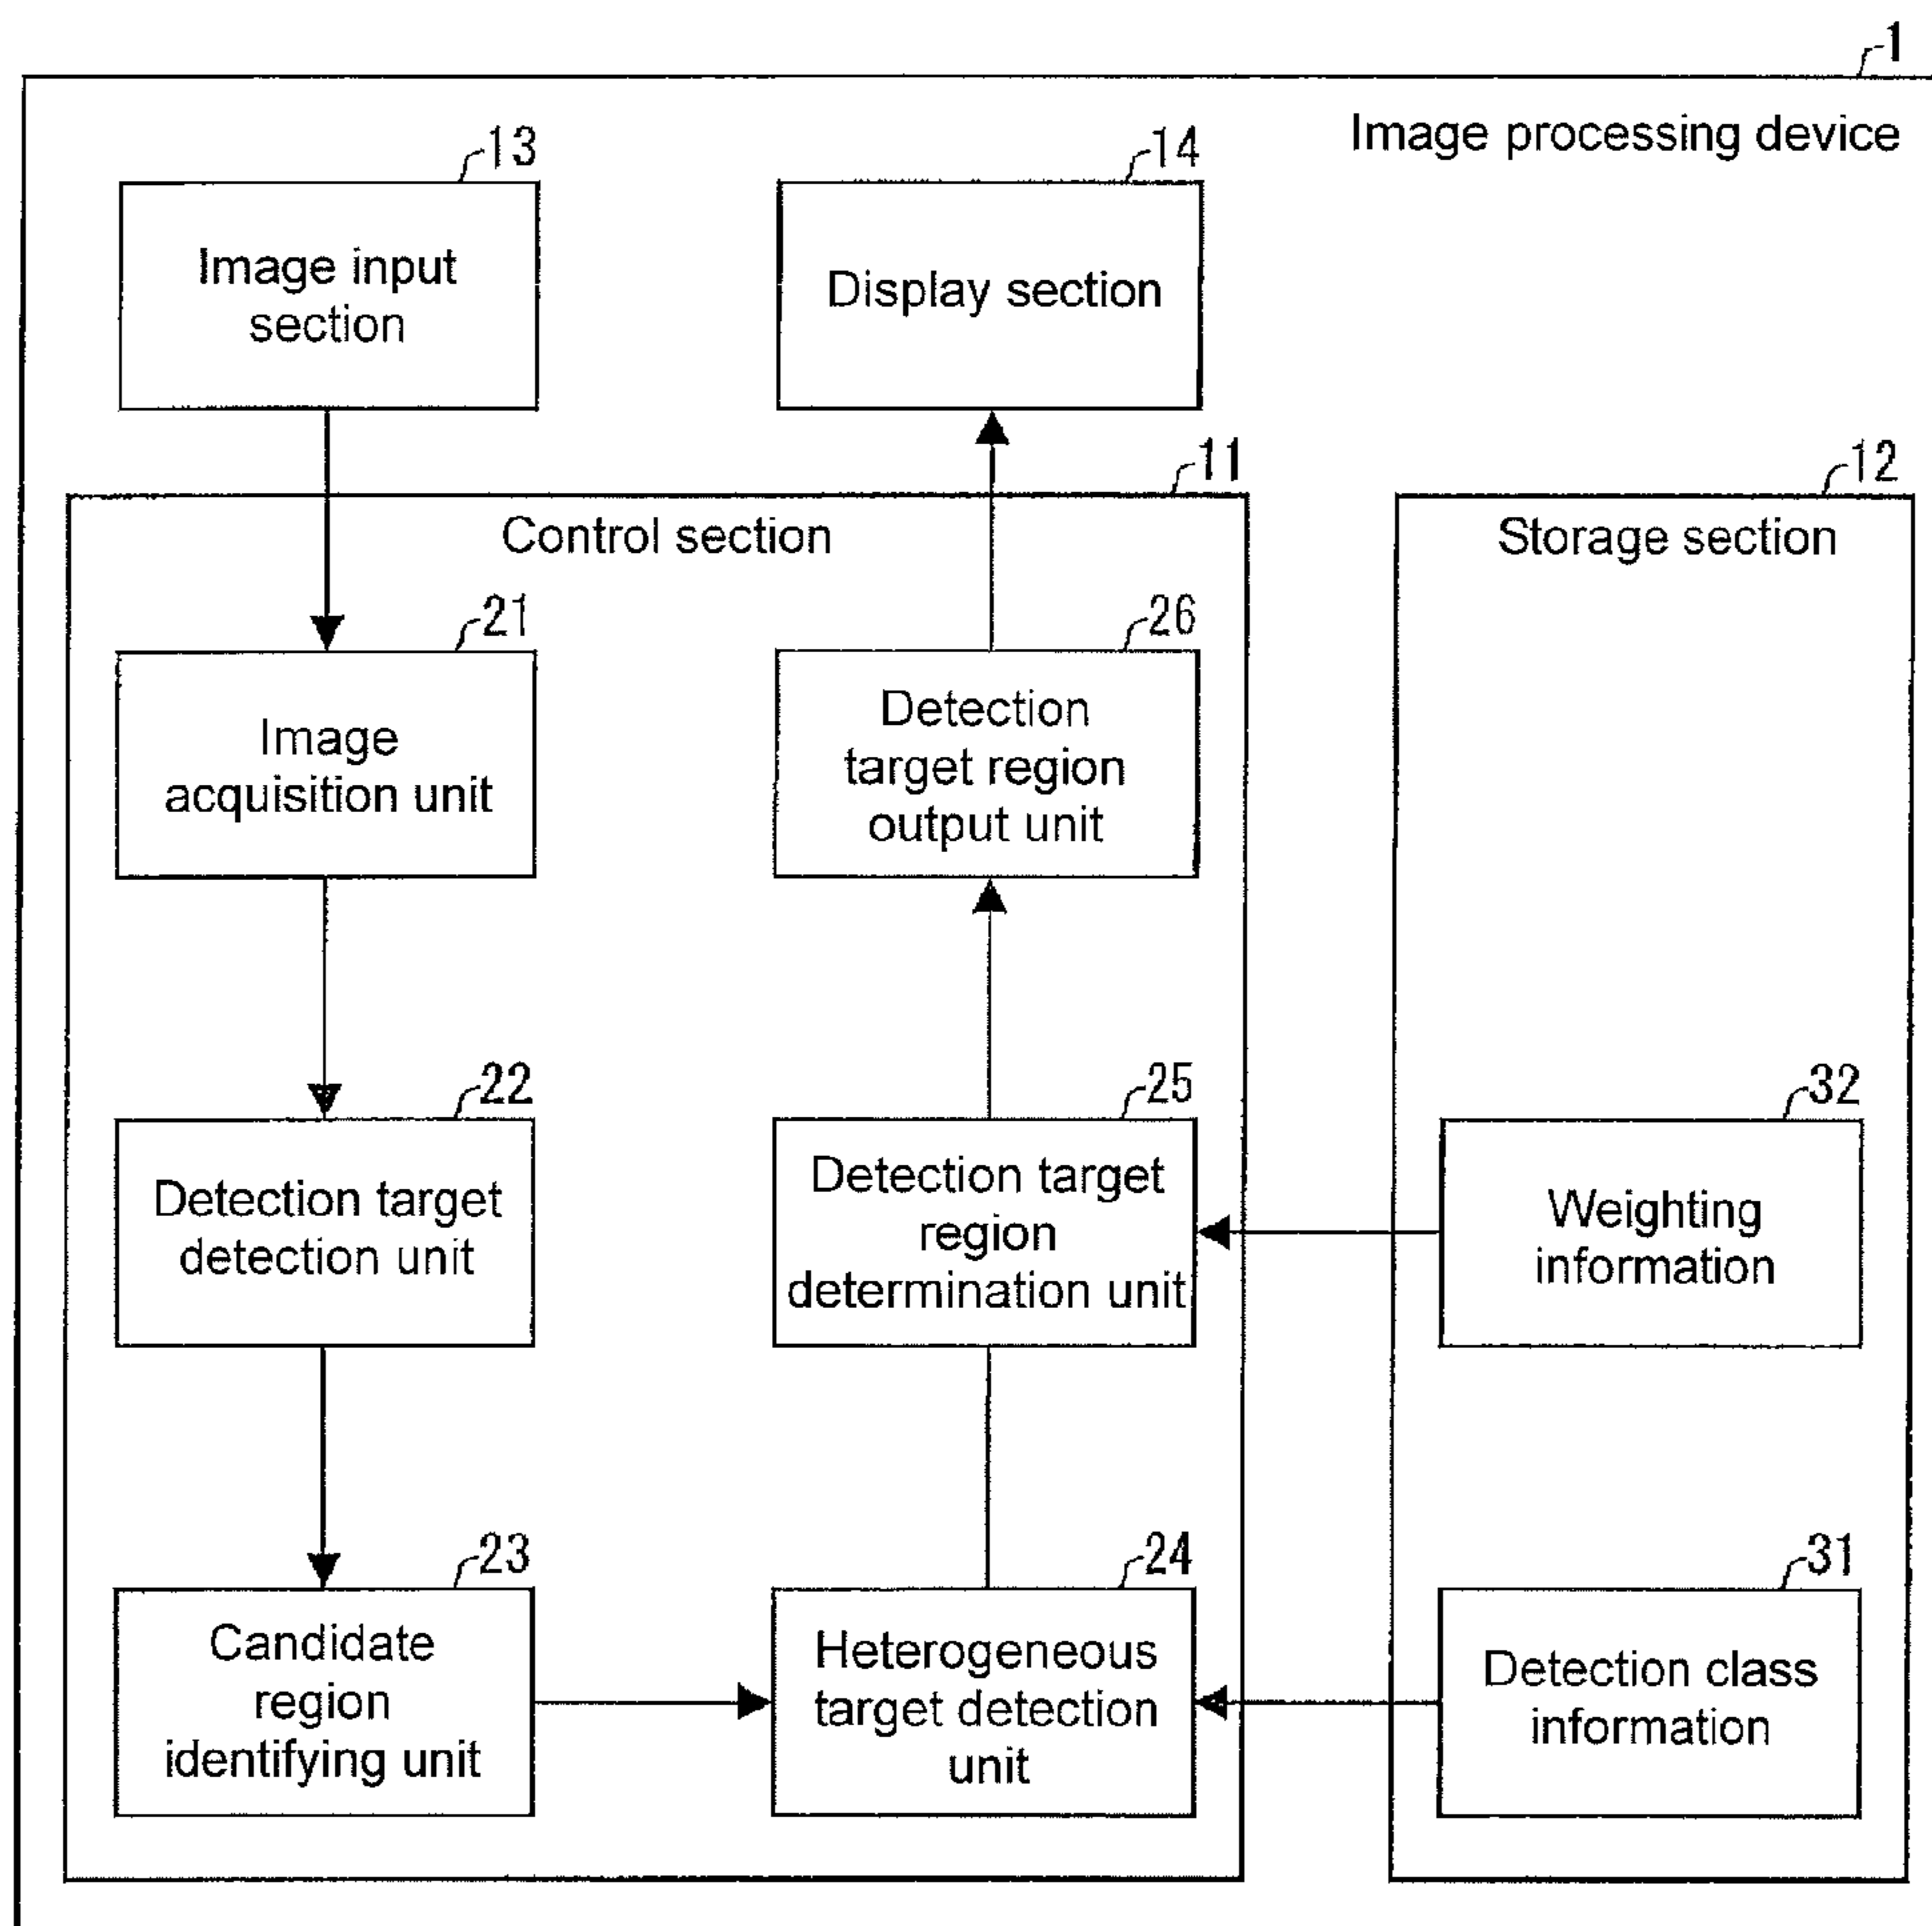 1
Image processing device
13
Image input
section
14
Display section
11
Control section
12
Storage section
21
Image
acquisition unit
26
Detection
target region
output unit
22
Detection target
detection unit
25
Detection target
region
determination unit
32
Weighting
information
23
Candidate
region
identifying unit
24
Heterogeneous
target detection
unit
31
Detection class
information